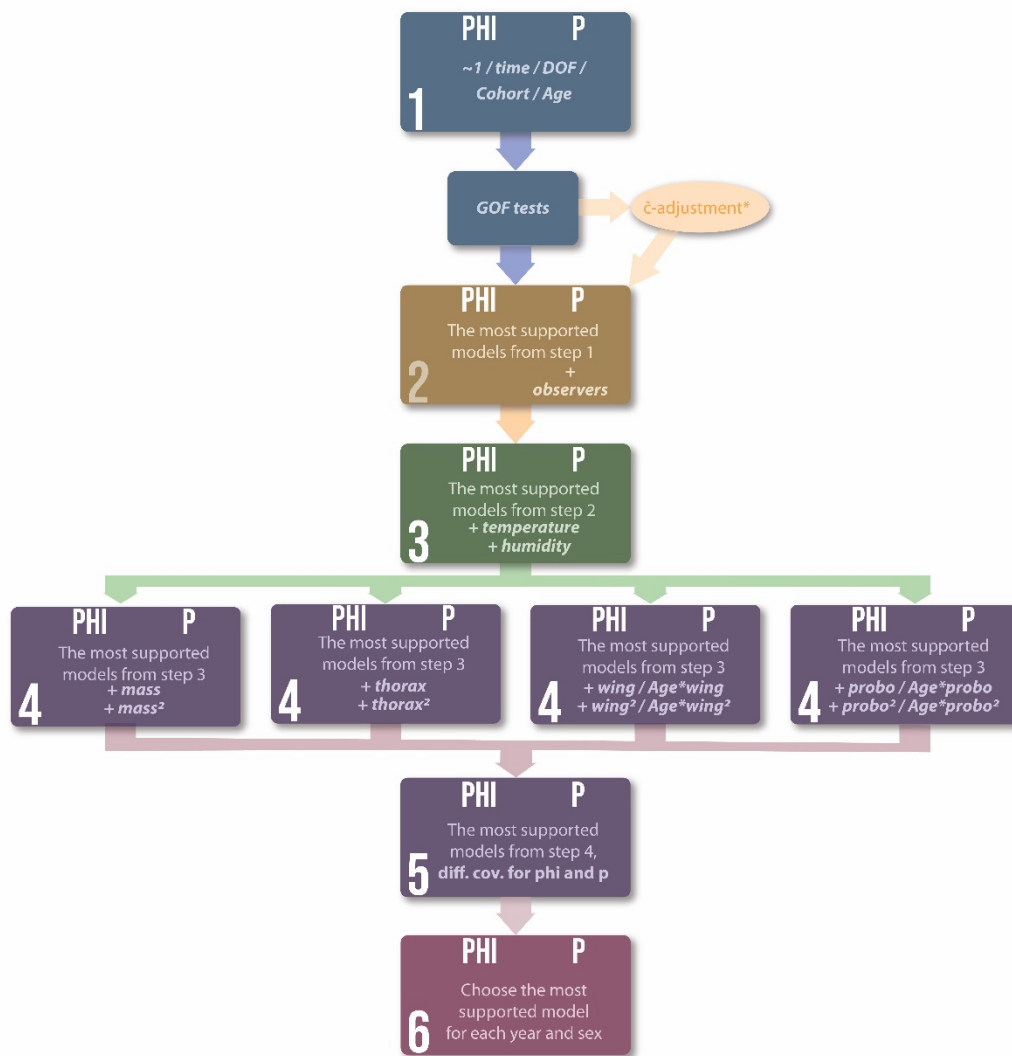 PHI P
~1 / time / DOF /
Cohort / Age
1
GOF tests
ĉ-adjustment*
PHI P
The most supported
models from step 1
+
observers
2
PHI P
The most supported
models from step 2
+ temperature
+ humidity
3
PHI P
The most supported
models from step 3
+ mass
+ mass²
4
PHI P
The most supported
models from step 3
+ thorax
+ thorax²
4
PHI P
The most supported
models from step 3
+ wing / Age*wing
+ wing² / Age*wing²
4
PHI P
The most supported
models from step 3
+ probo / Age*probo
+ probo² / Age*probo²
4
PHI P
The most supported
models from step 4,
diff. cov. for phi and p
5
PHI P
Choose the most
supported model
for each year and sex
6